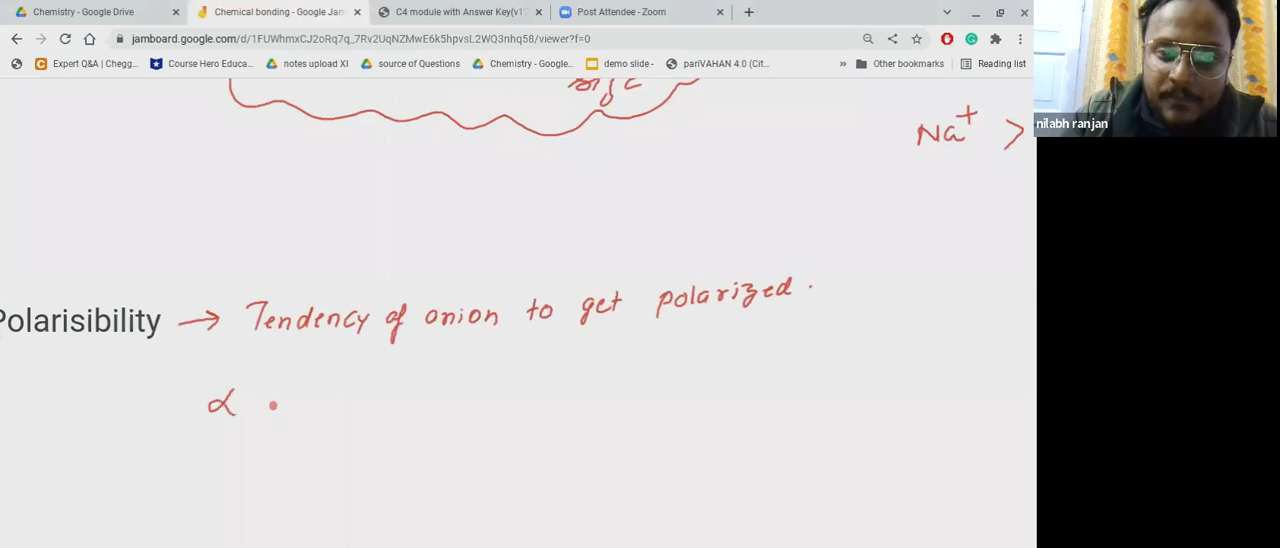 Chemistry - Google Drive
Chemical bonding - Google Jam
C4 module with Answer Key(v1
Post Attendee - Zoom
jamboard.google.com/d/1FUWhmxCJ2oRq7q_7Rv2UqNZMwE6k5hpvsL2WQ3nhq58/viewer?f=0
Expert Q&A | Chegg...
Course Hero Educa...
notes upload XI
source of Questions
Chemistry - Google...
demo slide -
pariVAHAN 4.0 (Cit...
»
Other bookmarks
Reading list
nilabh ranjan
Na+ >
Polarisibility → Tendency of anion to get polarized.
α